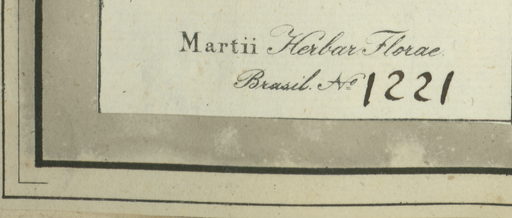 Martii Herbar. Florae
Brasil. No 1221